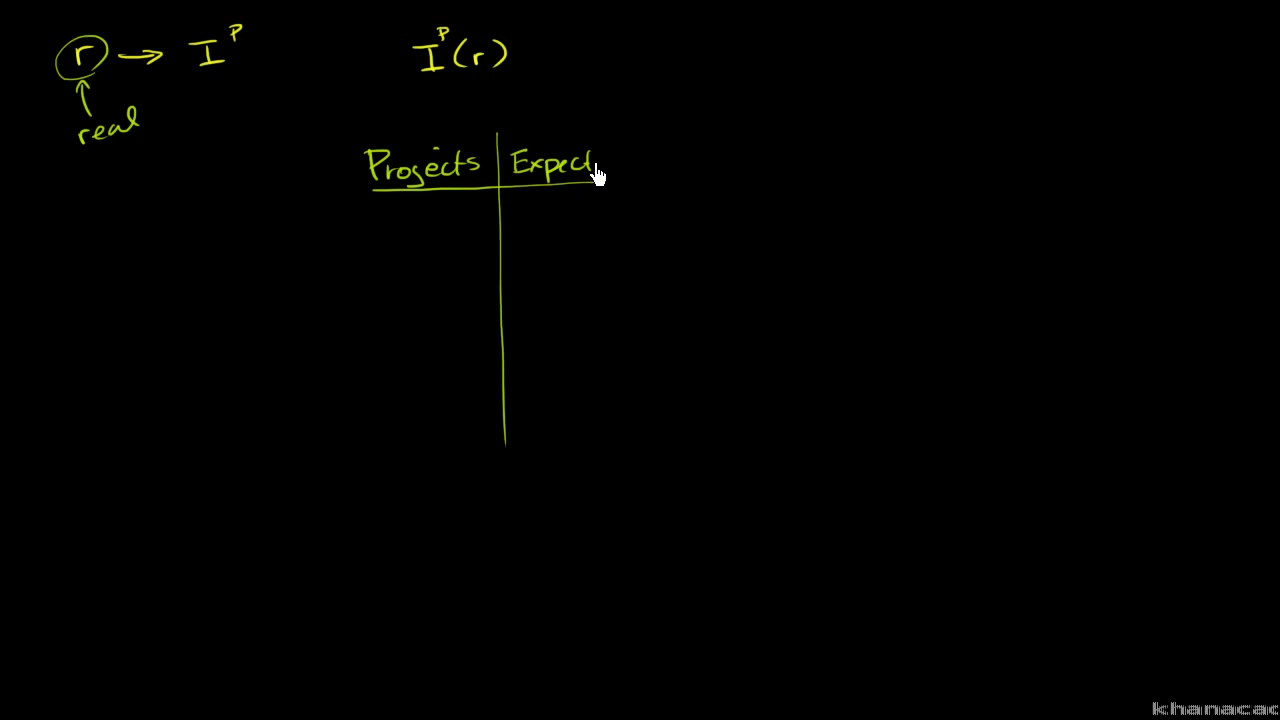 r → I^P I^P(r)
real
Projects Expect
khanacad